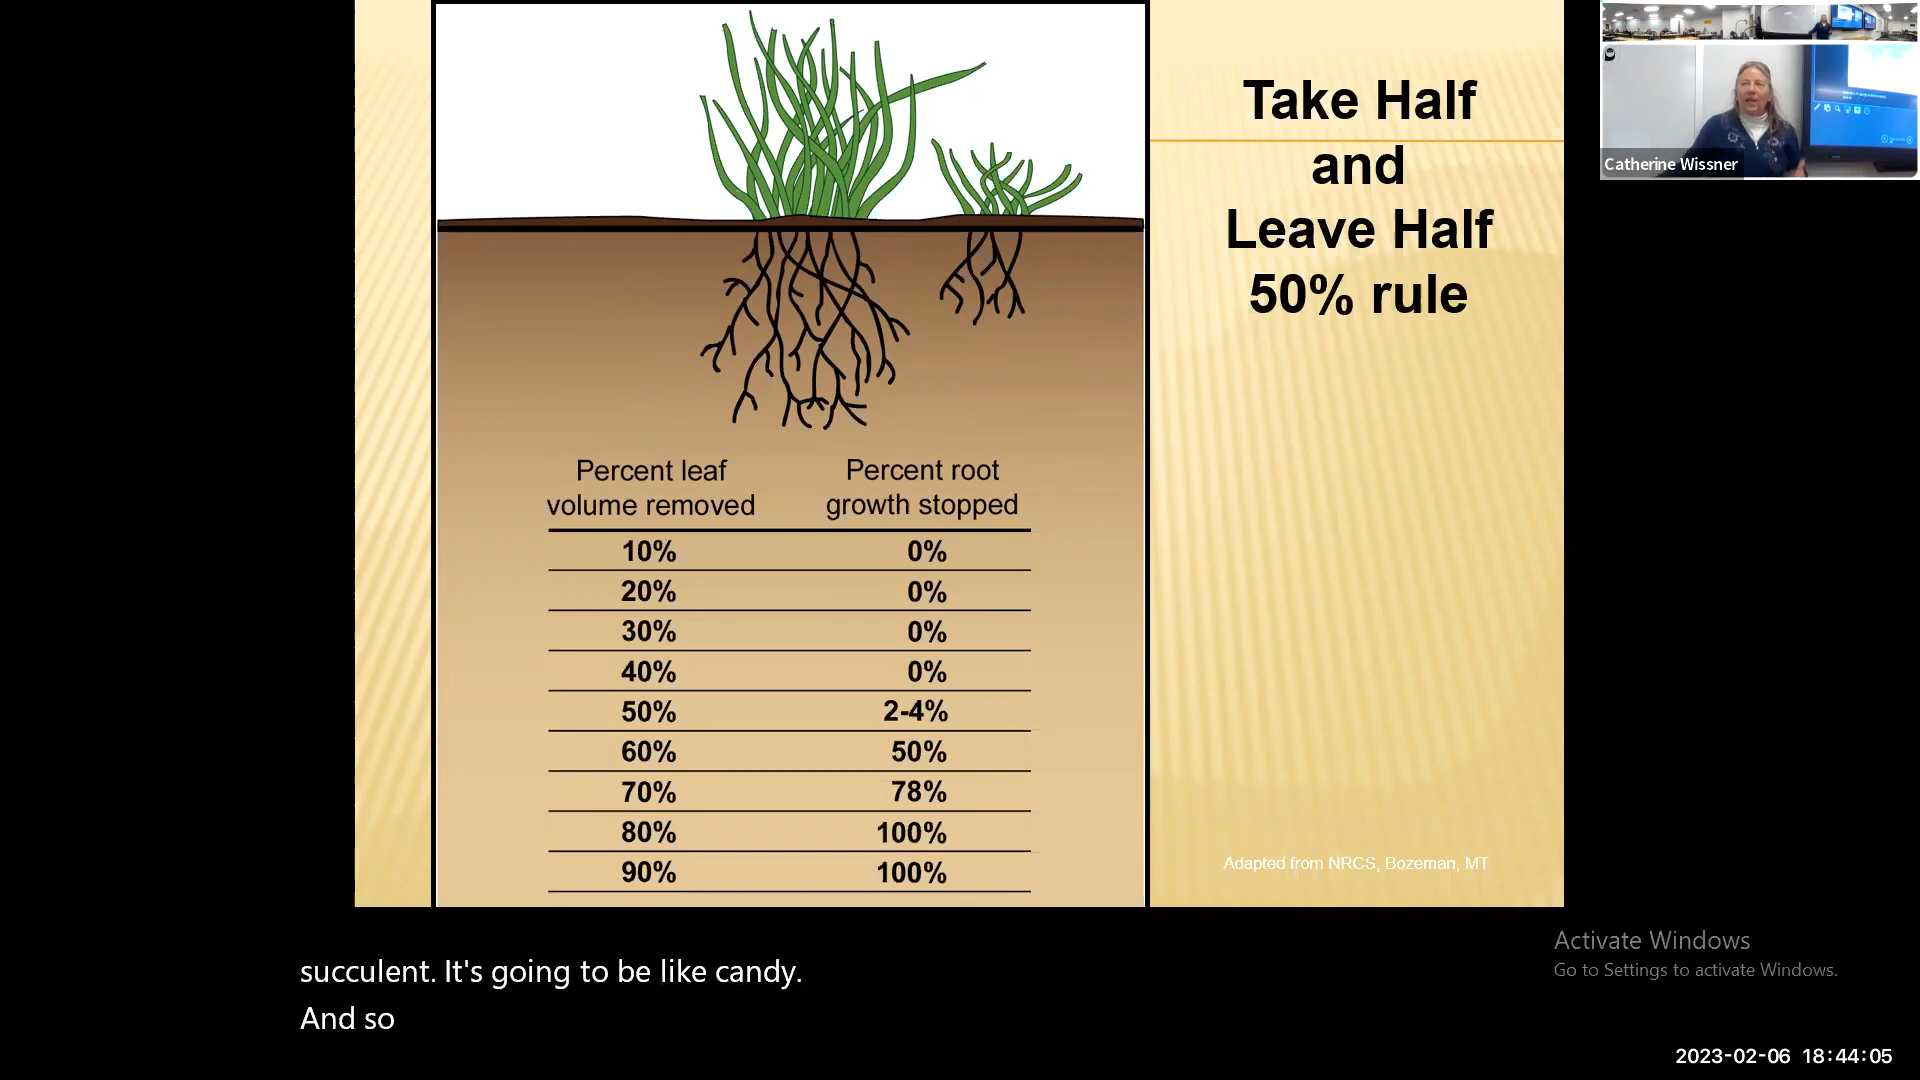 Take Half
and
Leave Half
50% rule
Percent leaf volume removed Percent root growth stopped
10% 0%
20% 0%
30% 0%
40% 0%
50% 2-4%
60% 50%
70% 78%
80% 100%
90% 100%
Adapted from NRCS, Bozeman, MT
Catherine Wissner
succulent. It's going to be like candy.
And so
Activate Windows
Go to Settings to activate Windows.
2023-02-06 18:44:05